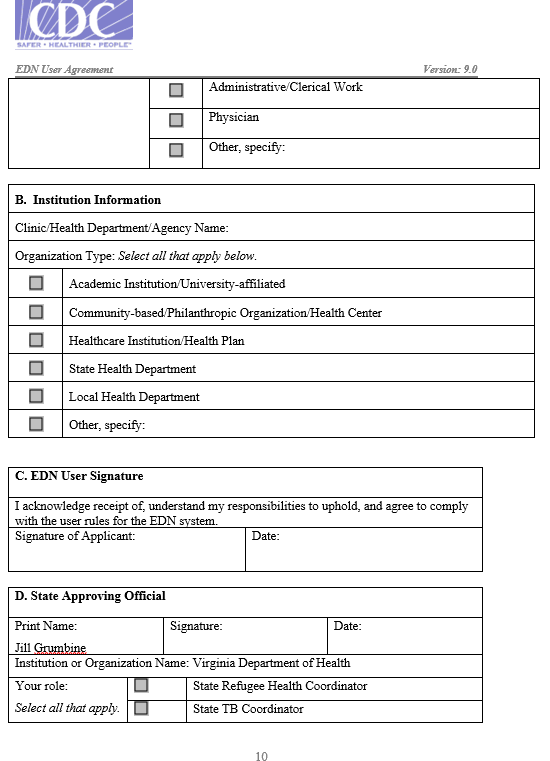 CDC
SAFER • HEALTHIER • PEOPLE™
EDN User Agreement Version: 9.0
Administrative/Clerical Work
Physician
Other, specify:
B. Institution Information
Clinic/Health Department/Agency Name:
Organization Type: Select all that apply below.
Academic Institution/University-affiliated
Community-based/Philanthropic Organization/Health Center
Healthcare Institution/Health Plan
State Health Department
Local Health Department
Other, specify:
C. EDN User Signature
I acknowledge receipt of, understand my responsibilities to uphold, and agree to comply
with the user rules for the EDN system.
Signature of Applicant: Date:
D. State Approving Official
Print Name: Signature: Date:
Jill Grumbine
Institution or Organization Name: Virginia Department of Health
Your role: State Refugee Health Coordinator
Select all that apply. State TB Coordinator
10